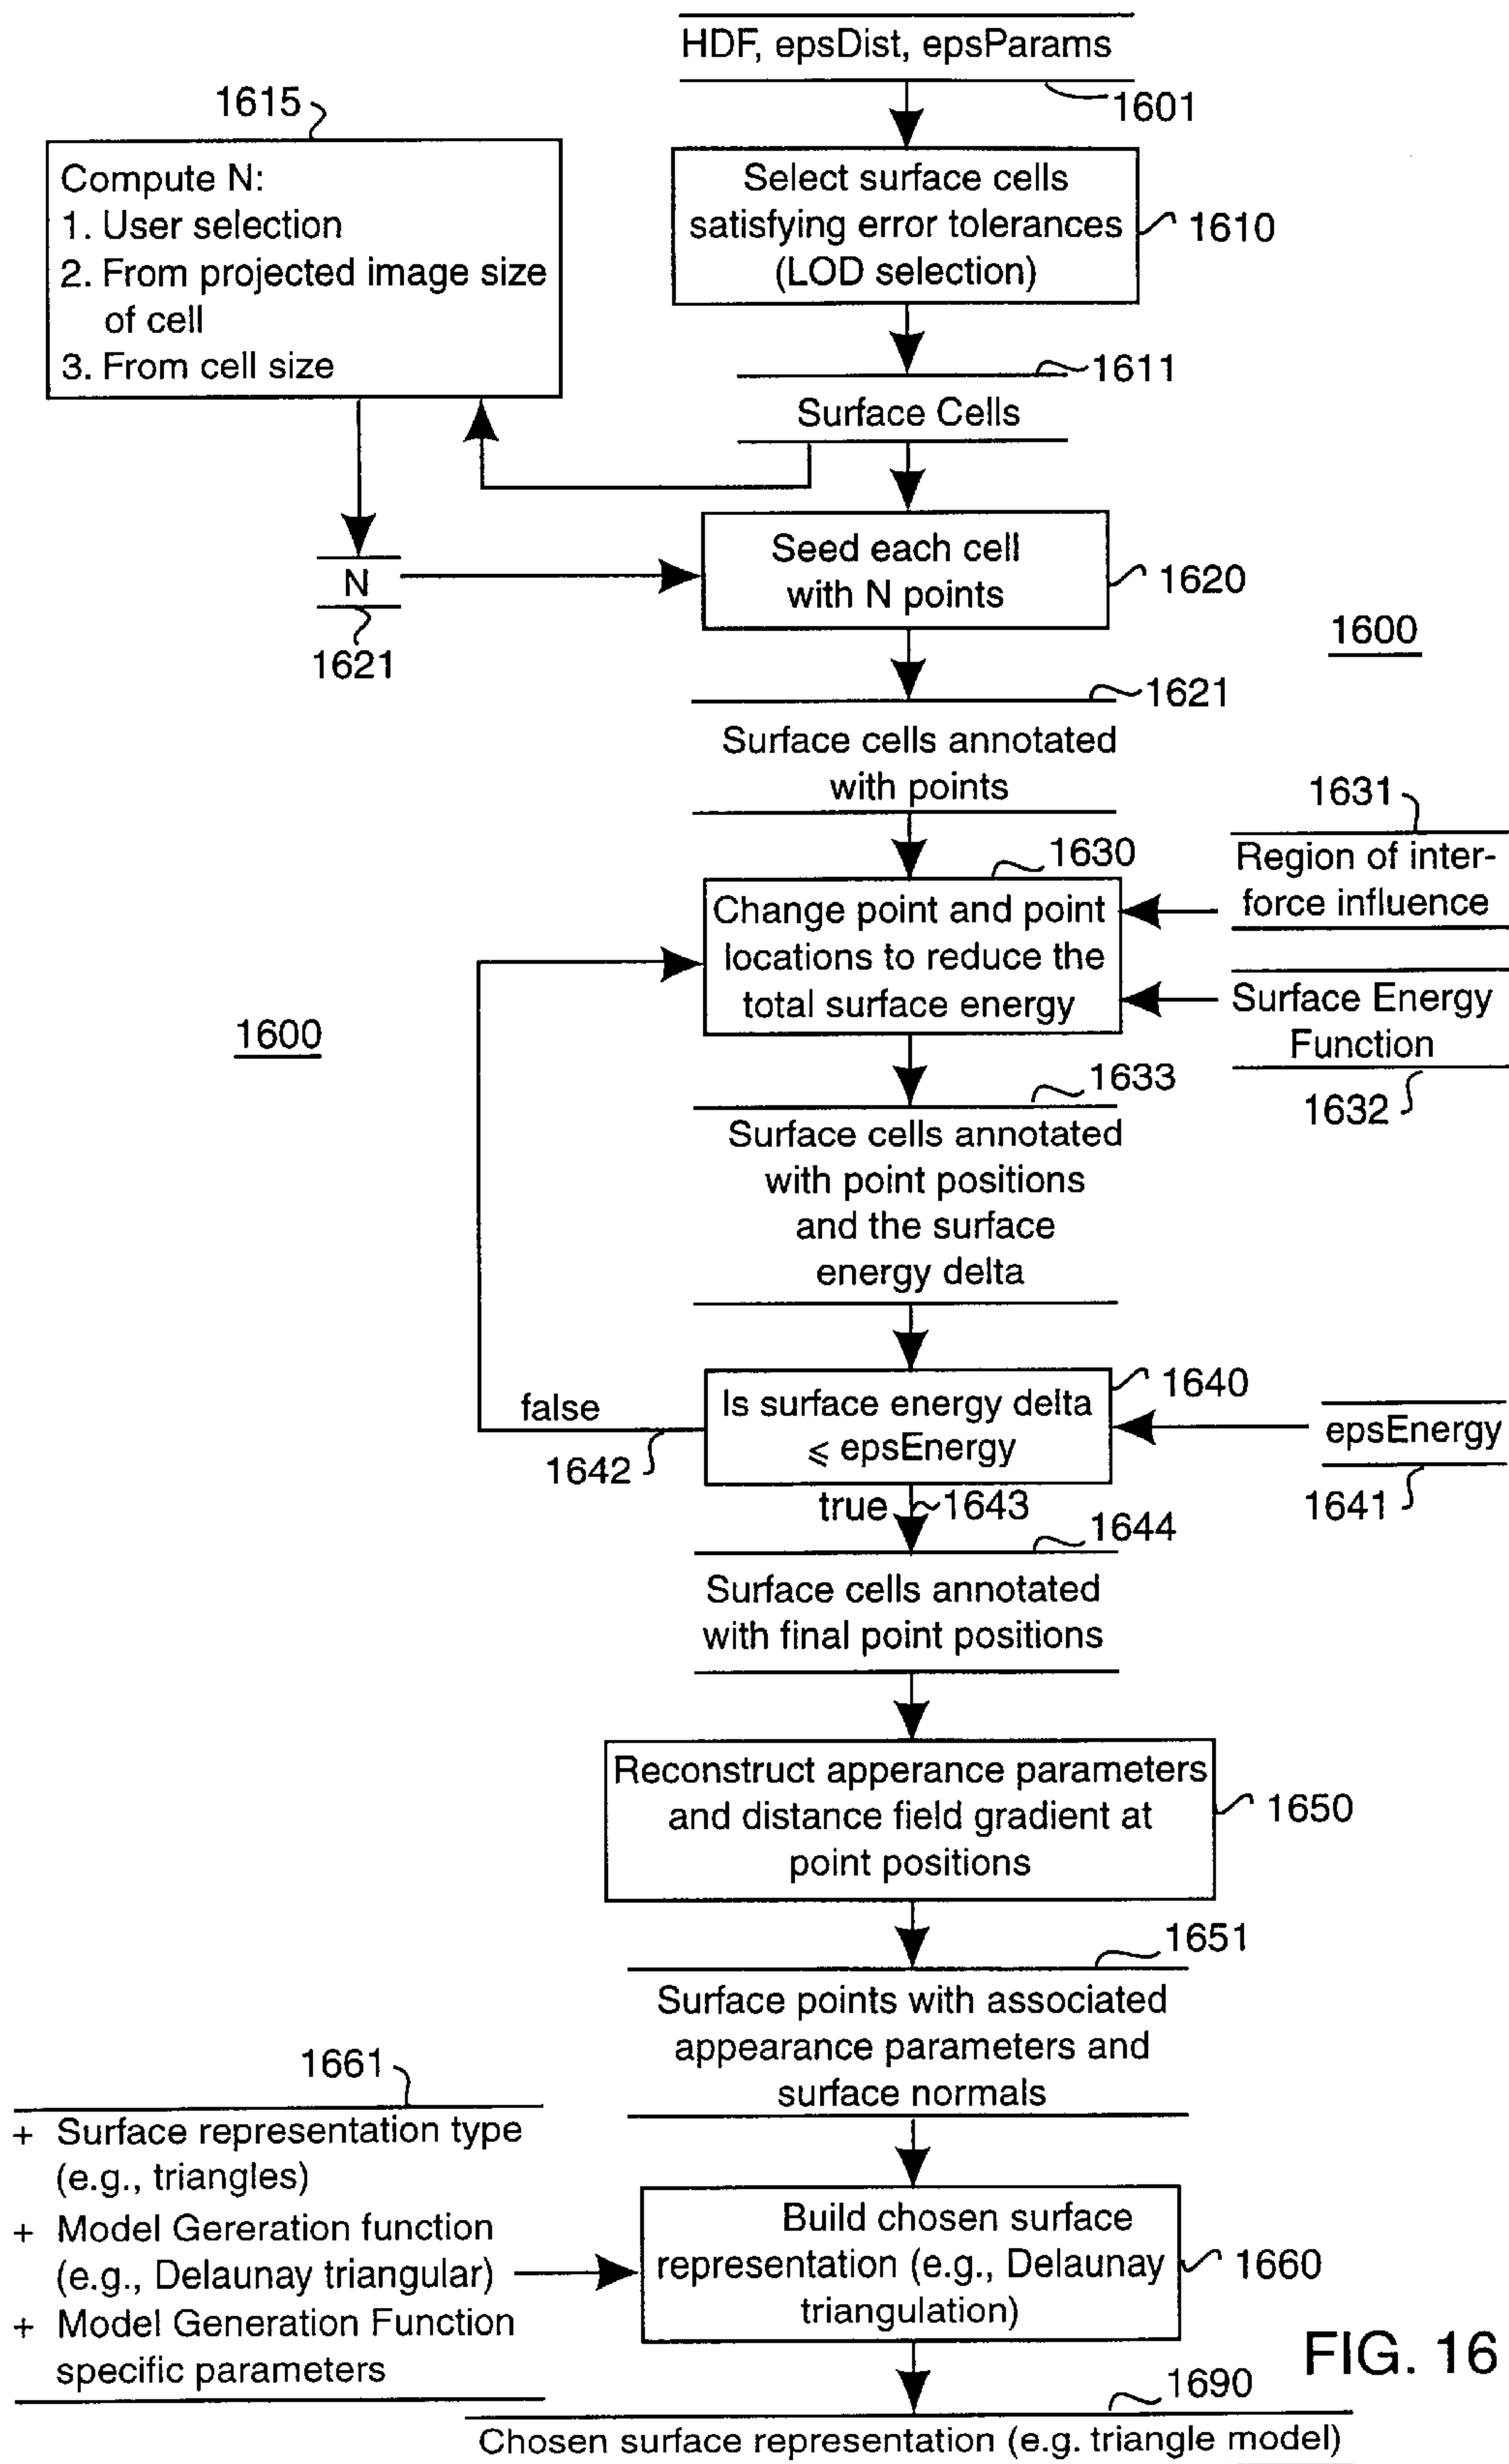 HDF, epsDist, epsParams
1601
1615
Compute N:
1. User selection
2. From projected image size
of cell
3. From cell size
Select surface cells
satisfying error tolerances
(LOD selection)
1610
1611
Surface Cells
N
1621
Seed each cell
with N points
1620
1600
1621
Surface cells annotated
with points
1631
Region of inter-
force influence
1630
Change point and point
locations to reduce the
total surface energy
Surface Energy
Function
1632
1600
1633
Surface cells annotated
with point positions
and the surface
energy delta
false
1642
Is surface energy delta
⩽ epsEnergy
1640
epsEnergy
1641
true
1643
1644
Surface cells annotated
with final point positions
Reconstruct apperance parameters
and distance field gradient at
point positions
1650
1651
Surface points with associated
appearance parameters and
surface normals
1661
+ Surface representation type
(e.g., triangles)
+ Model Gereration function
(e.g., Delaunay triangular)
+ Model Generation Function
specific parameters
Build chosen surface
representation (e.g., Delaunay
triangulation)
1660
FIG. 16
1690
Chosen surface representation (e.g. triangle model)